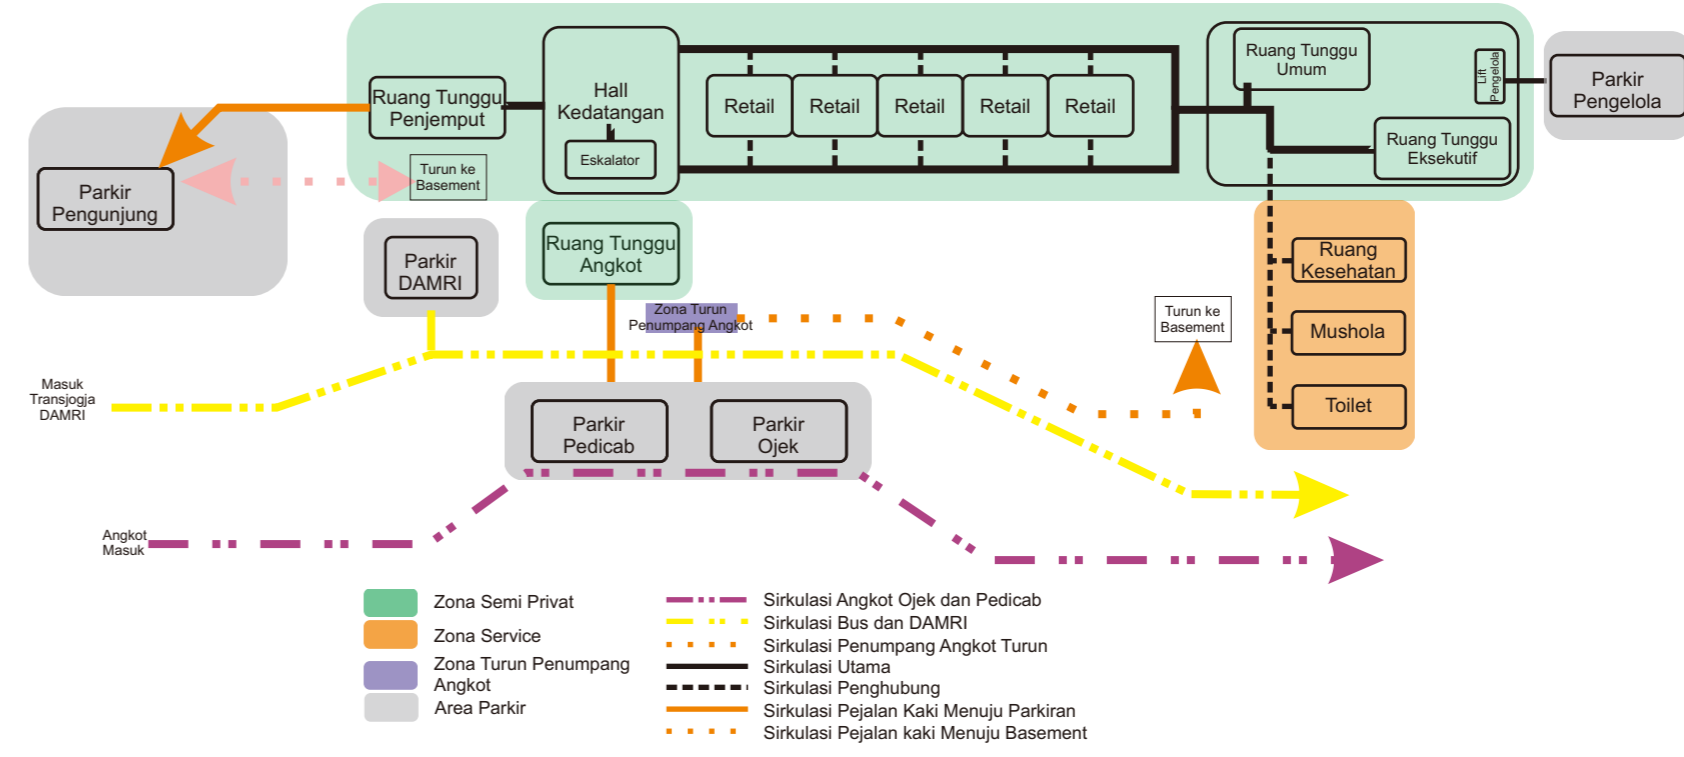 Ruang Tunggu
Penjemput
Hall
Kedatangan
Eskalator
Retail
Retail
Retail
Retail
Retail
Ruang Tunggu
Umum
Lift
Pengelola
Ruang Tunggu
Eksekutif
Parkir
Pengelola
Parkir
Pengunjung
Turun ke
Basement
Parkir
DAMRI
Ruang Tunggu
Angkot
Zona Turun
Penumpang Angkot
Turun ke
Basement
Ruang
Kesehatan
Mushola
Toilet
Masuk
Transjogja
DAMRI
Parkir
Pedicab
Parkir
Ojek
Angkot
Masuk
Zona Semi Privat
Zona Service
Zona Turun Penumpang
Angkot
Area Parkir
Sirkulasi Angkot Ojek dan Pedicab
Sirkulasi Bus dan DAMRI
Sirkulasi Penumpang Angkot Turun
Sirkulasi Utama
Sirkulasi Penghubung
Sirkulasi Pejalan Kaki Menuju Parkiran
Sirkulasi Pejalan kaki Menuju Basement